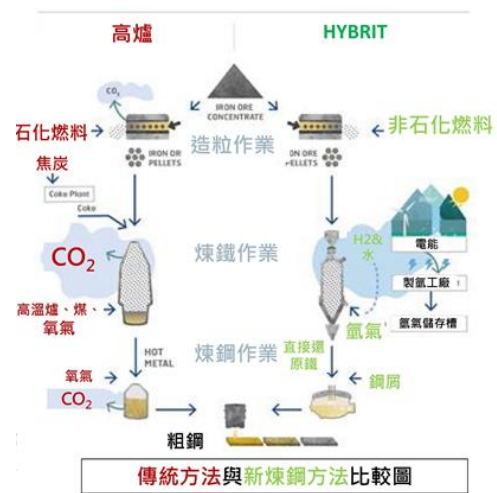 高爐
HYBRIT
CO₂
IRON ORE
CONCENTRATE
石化燃料
非石化燃料
造粒作業
焦炭
IRON OR
PELLETS
ON ORE
PELLETS
Coke Plant
Coke
CO₂
煉鐵作業
H2&
水
電能
製氫工廠
氫氣儲存槽
高溫爐、煤、
氧氣
氫氣
HOT
METAL
煉鋼作業
直接還
原鐵
氧氣
CO₂
鋼屑
粗鋼
傳統方法與新煉鋼方法比較圖